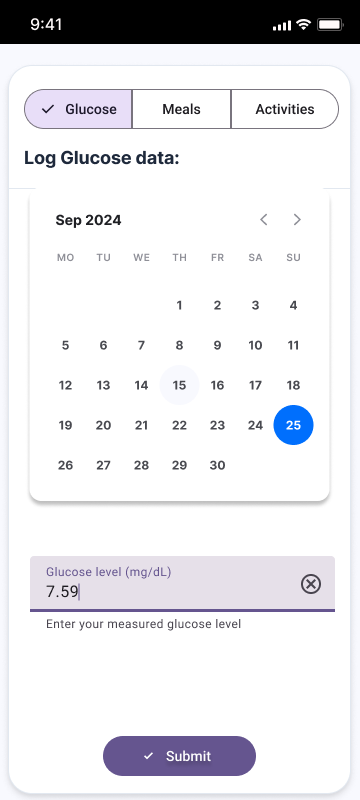 9:41
Glucose Meals Activities
Log Glucose data:
Sep 2024
MO TU WE TH FR SA SU
1 2 3 4
5 6 7 8 9 10 11
12 13 14 15 16 17 18
19 20 21 22 23 24 25
26 27 28 29 30
Glucose level (mg/dL)
7.59
Enter your measured glucose level
Submit